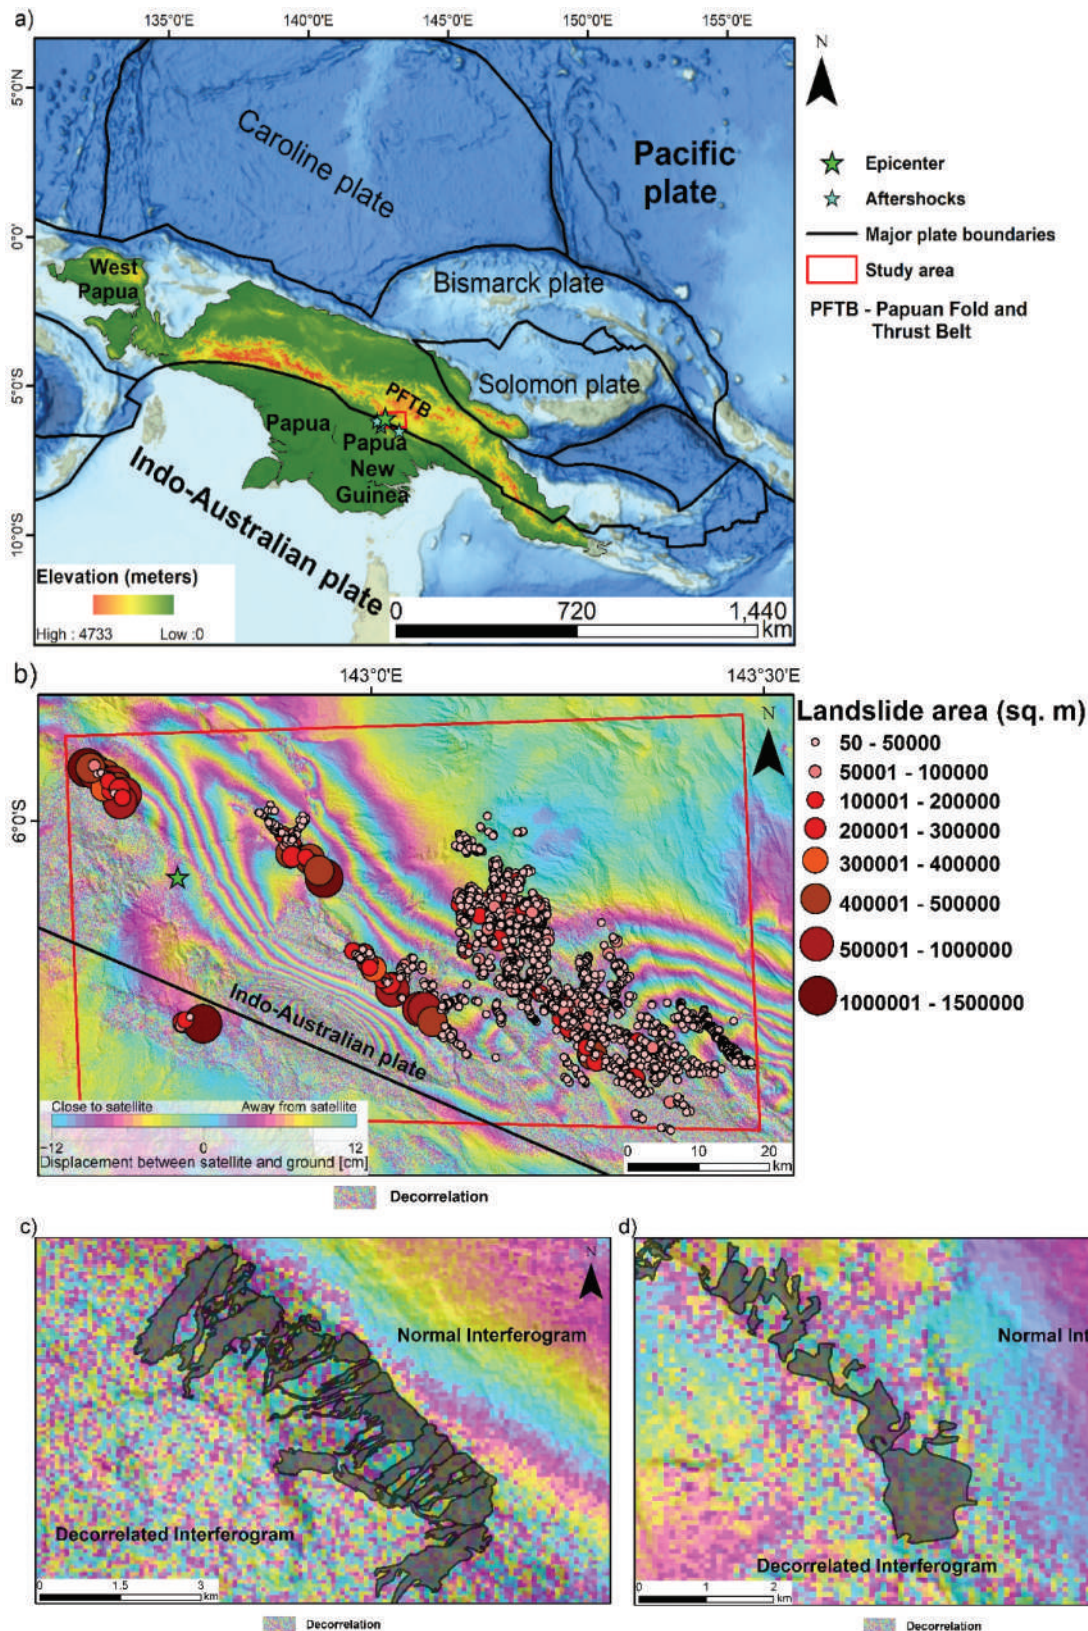 a)
135°0'E
140°0'E
145°0'E
150°0'E
155°0'E
N
5°0'N
0°0'
5°0'S
10°0'S
Caroline plate
Pacific
plate
West
Papua
Bismarck plate
Solomon plate
PFTB
Papua
Papua
New
Guinea
Indo-Australian plate
Elevation (meters)
High : 4733
Low :0
0
720
1,440
km
Epicenter
Aftershocks
Major plate boundaries
Study area
PFTB - Papuan Fold and
Thrust Belt
b)
143°0'E
143°30'E
N
6°0'S
Indo-Australian plate
Close to satellite
Away from satellite
−12
0
12
Displacement between satellite and ground [cm]
0
10
20
km
Decorrelation
Landslide area (sq. m)
50 - 50000
50001 - 100000
100001 - 200000
200001 - 300000
300001 - 400000
400001 - 500000
500001 - 1000000
1000001 - 1500000
c)
N
Normal Interferogram
Decorrelated Interferogram
0
1.5
3
km
Decorrelation
d)
Normal Int
Decorrelated Interferogram
0
1
2
km
Decorrelation